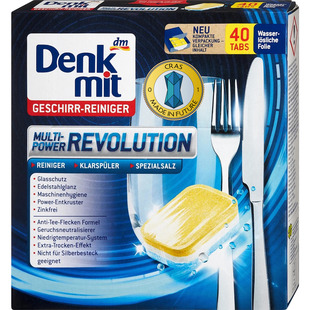 dm
Denk
mit
GESCHIRR-REINIGER
NEU
KOMPAKTE
VERPACKUNG -
GLEICHER
INHALT
40
TABS
Wasser-
lösliche
Folie
CRAS
MADE IN FUTURE
MULTI-
POWER REVOLUTION
REINIGER KLARSPÜLER SPEZIALSALZ
• Glasschutz
• Edelstahlglanz
• Maschinenhygiene
• Power-Entkruster
• Zinkfrei
• Anti-Tee-Flecken Formel
• Geruchsneutralisierer
• Niedrigtemperatur-System
• Extra-Trocken-Effekt
• Nicht für Silberbesteck
geeignet